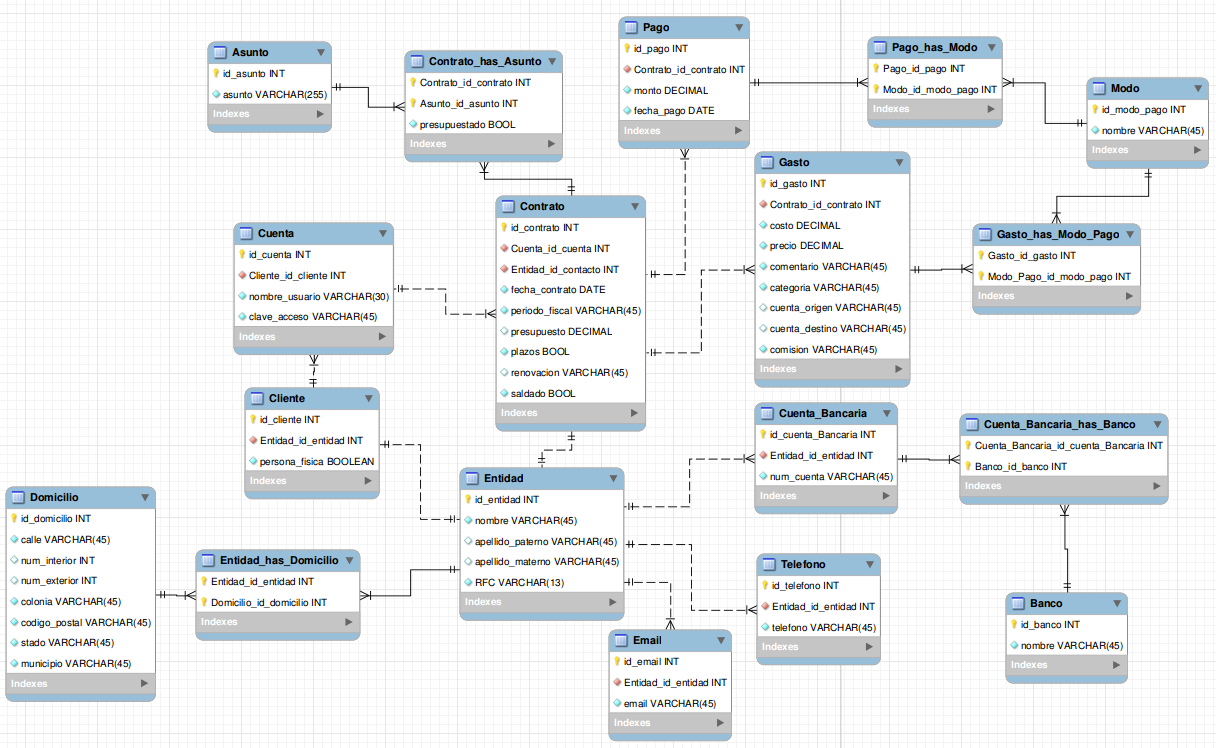 Asunto
id_asunto INT
asunto VARCHAR(255)
Indexes
Contrato_has_Asunto
Contrato_id_contrato INT
Asunto_id_asunto INT
presupuestado BOOL
Indexes
Pago
id_pago INT
Contrato_id_contrato INT
monto DECIMAL
fecha_pago DATE
Indexes
Pago_has_Modo
Pago_id_pago INT
Modo_id_modo_pago INT
Indexes
Modo
id_modo_pago INT
nombre VARCHAR(45)
Indexes
Gasto
id_gasto INT
Contrato_id_contrato INT
costo DECIMAL
precio DECIMAL
comentario VARCHAR(45)
categoria VARCHAR(45)
cuenta_origen VARCHAR(45)
cuenta_destino VARCHAR(45)
comision VARCHAR(45)
Indexes
Gasto_has_Modo_Pago
Gasto_id_gasto INT
Modo_Pago_id_modo_pago INT
Indexes
Contrato
id_contrato INT
Cuenta_id_cuenta INT
Entidad_id_contacto INT
fecha_contrato DATE
periodo_fiscal VARCHAR(45)
presupuesto DECIMAL
plazos BOOL
renovacion VARCHAR(45)
saldado BOOL
Indexes
Cuenta
id_cuenta INT
Cliente_id_cliente INT
nombre_usuario VARCHAR(30)
clave_acceso VARCHAR(45)
Indexes
Cliente
id_cliente INT
Entidad_id_entidad INT
persona_fisica BOOLEAN
Indexes
Cuenta_Bancaria
id_cuenta_Bancaria INT
Entidad_id_entidad INT
num_cuenta VARCHAR(45)
Indexes
Cuenta_Bancaria_has_Banco
Cuenta_Bancaria_id_cuenta_Bancaria INT
Banco_id_banco INT
Indexes
Entidad
id_entidad INT
nombre VARCHAR(45)
apellido_paterno VARCHAR(45)
apellido_materno VARCHAR(45)
RFC VARCHAR(13)
Indexes
Domicilio
id_domicilio INT
calle VARCHAR(45)
num_interior INT
num_exterior INT
colonia VARCHAR(45)
codigo_postal VARCHAR(45)
stado VARCHAR(45)
municipio VARCHAR(45)
Indexes
Entidad_has_Domicilio
Entidad_id_entidad INT
Domicilio_id_domicilio INT
Indexes
Telefono
id_telefono INT
Entidad_id_entidad INT
telefono VARCHAR(45)
Indexes
Banco
id_banco INT
nombre VARCHAR(45)
Indexes
Email
id_email INT
Entidad_id_entidad INT
email VARCHAR(45)
Indexes